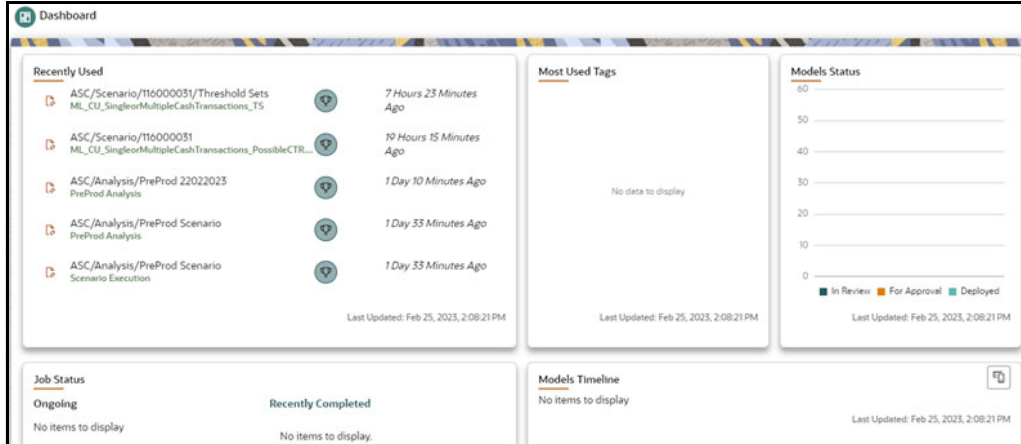 Dashboard
Recently Used
ASC/Scenario/116000031/Threshold Sets
ML_CU_SingleorMultipleCashTransactions_TS
7 Hours 23 Minutes
Ago
ASC/Scenario/116000031
ML_CU_SingleorMultipleCashTransactions_PossibleCTR...
19 Hours 15 Minutes
Ago
ASC/Analysis/PreProd 22022023
PreProd Analysis
1 Day 10 Minutes Ago
ASC/Analysis/PreProd Scenario
PreProd Analysis
1 Day 33 Minutes Ago
ASC/Analysis/PreProd Scenario
Scenario Execution
1 Day 33 Minutes Ago
Last Updated: Feb 25, 2023, 2:08:21 PM
Most Used Tags
No data to display
Last Updated: Feb 25, 2023, 2:08:21 PM
Models Status
60
50
40
30
20
10
0
In Review For Approval Deployed
Last Updated: Feb 25, 2023, 2:08:21 PM
Job Status
Ongoing
No items to display
Recently Completed
No items to display.
Models Timeline
No items to display
Last Updated: Feb 25, 2023, 2:08:21 PM